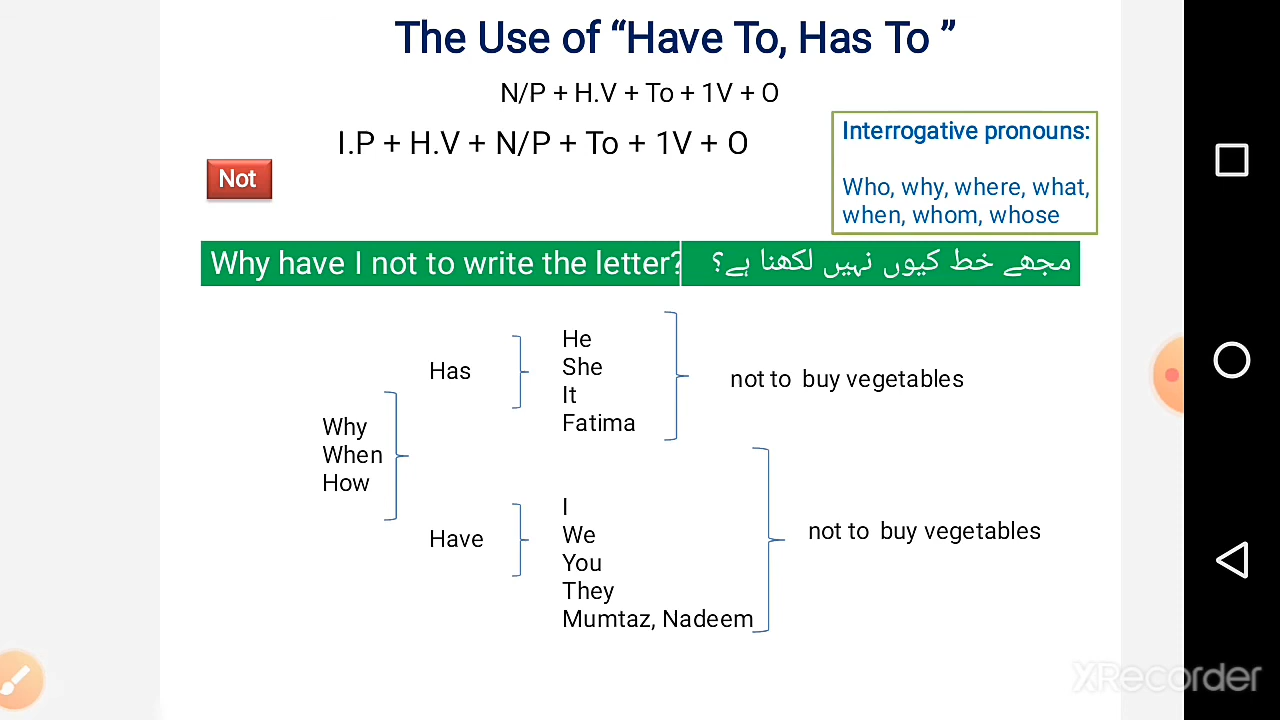 The Use of “Have To, Has To ”
N/P + H.V + To + 1V + O
I.P + H.V + N/P + To + 1V + O
Interrogative pronouns:
Who, why, where, what,
when, whom, whose
Not
Why have I not to write the letter?
مجھے خط کیوں نہیں لکھنا ہے؟
Has
He
She
It
Fatima
not to buy vegetables
Why
When
How
Have
I
We
You
They
Mumtaz, Nadeem
not to buy vegetables
XRecorder